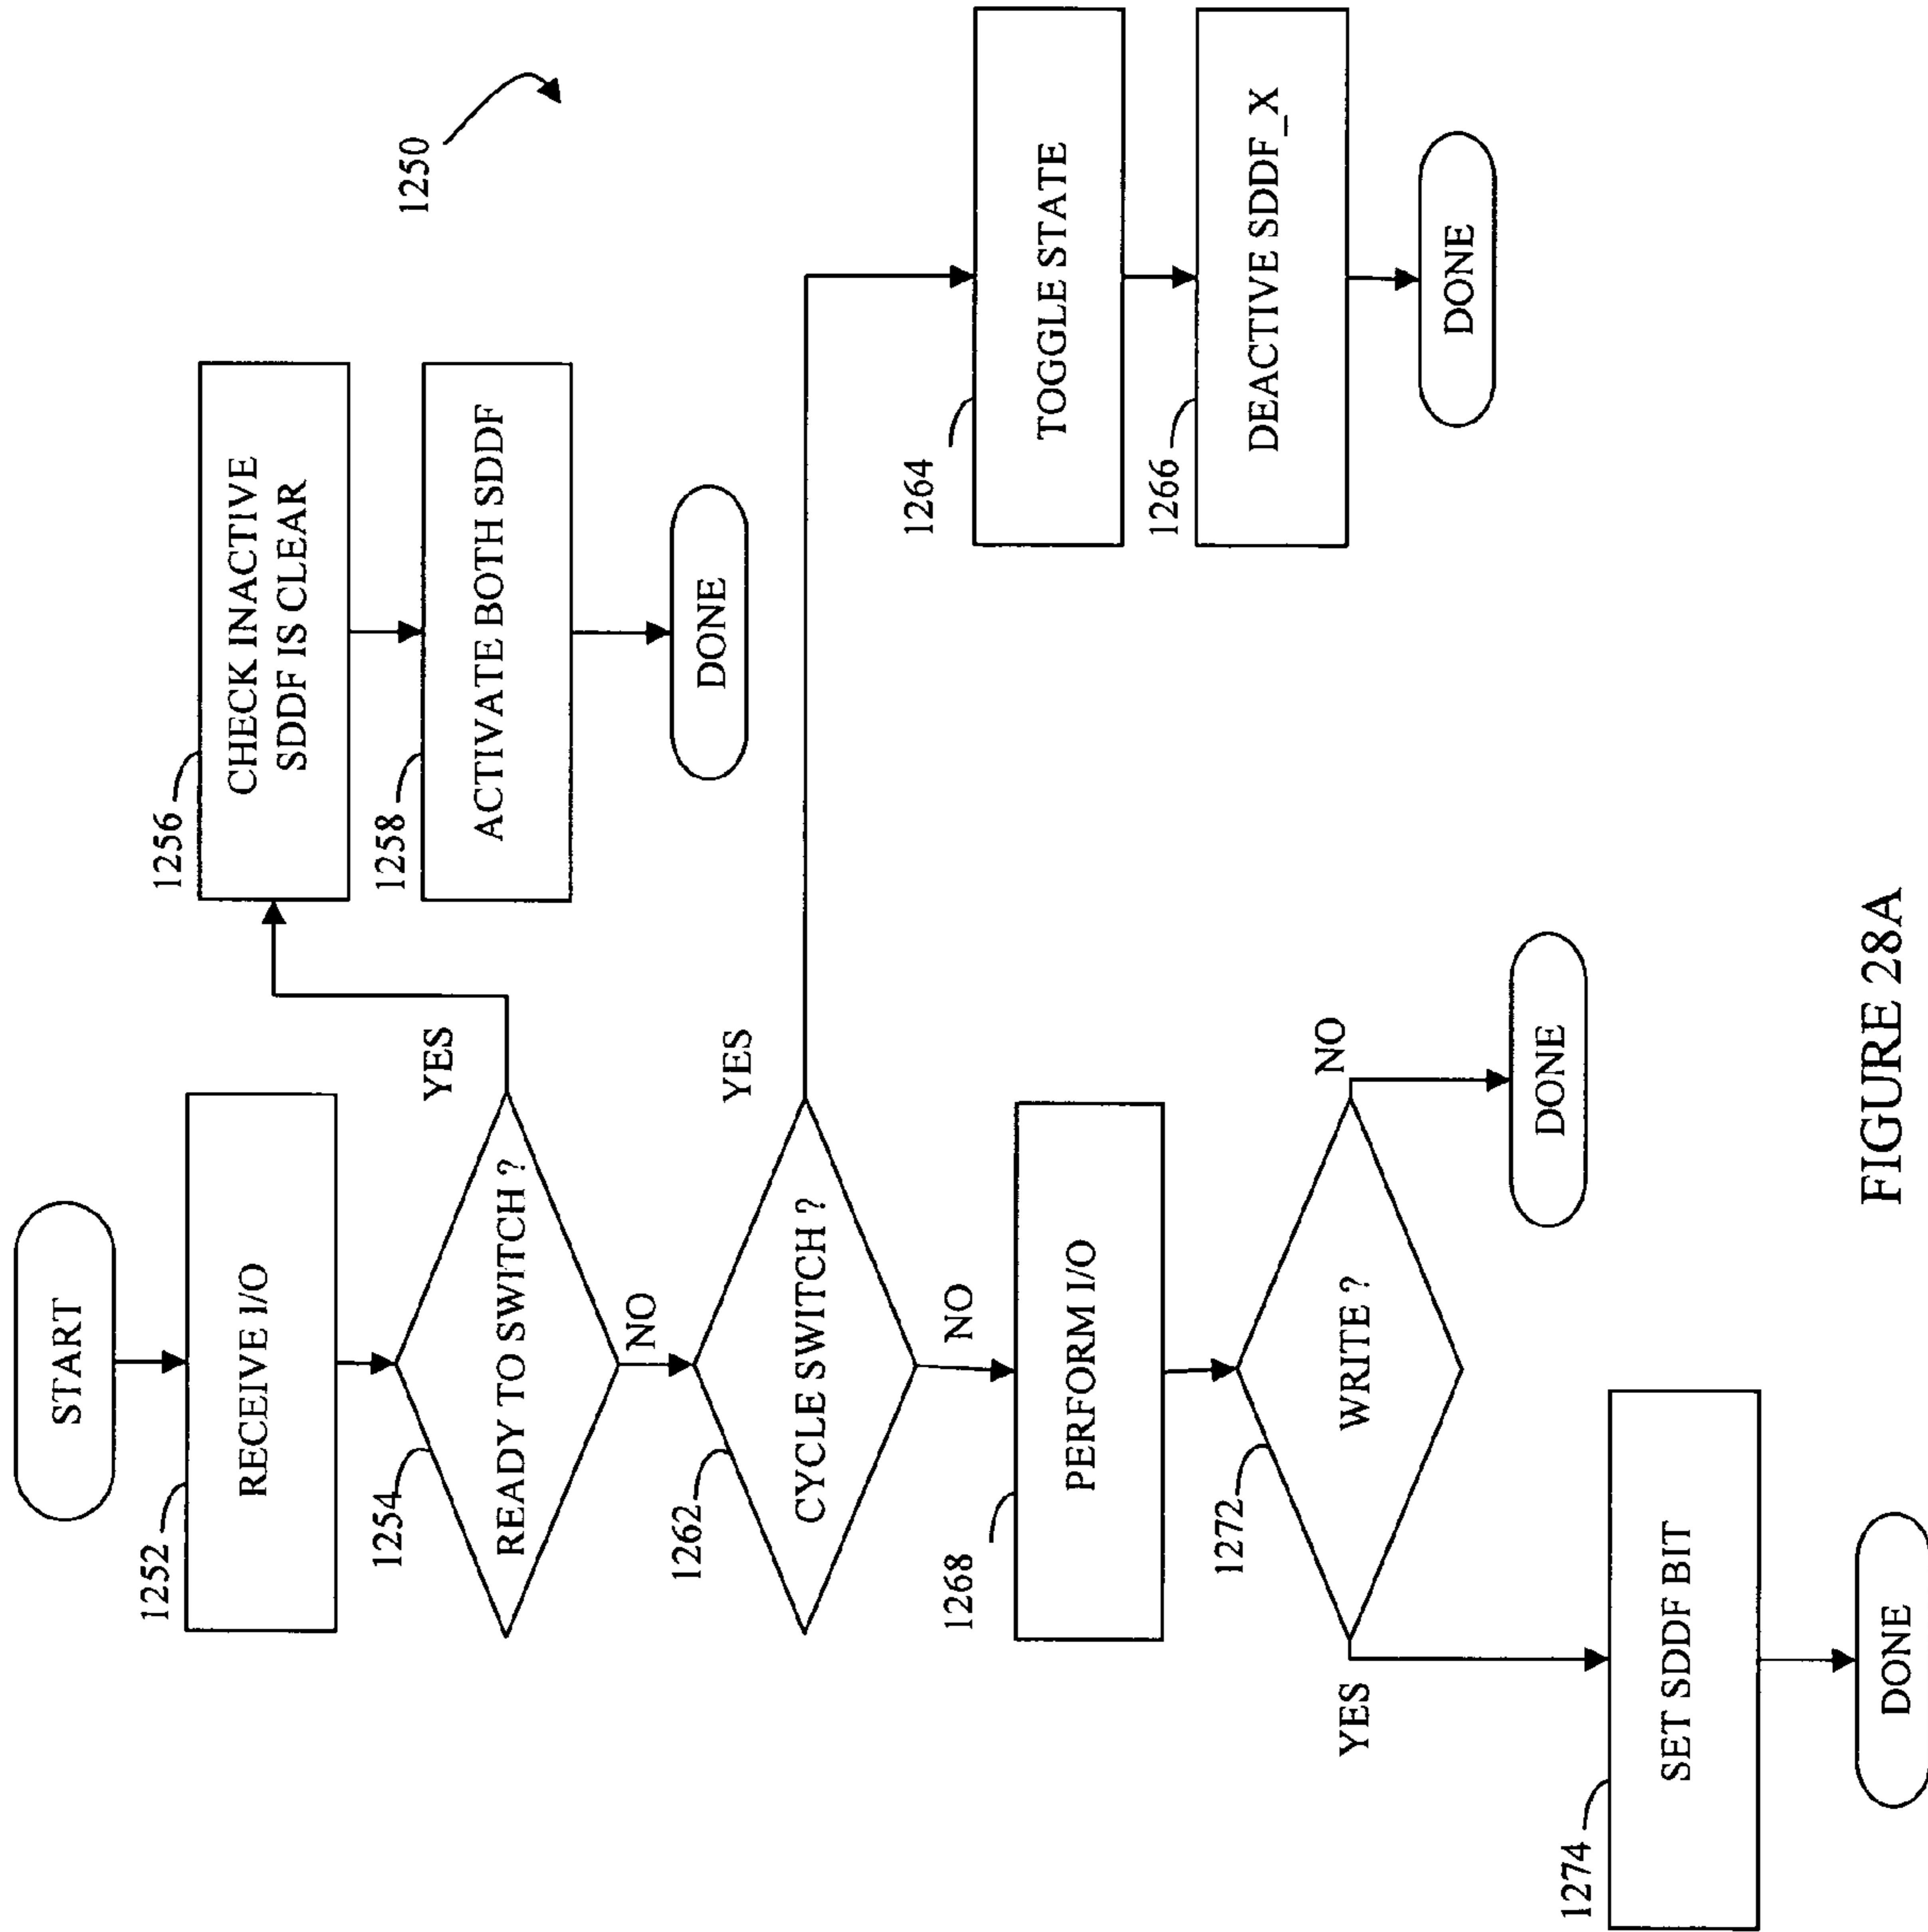 START
1252
RECEIVE I/O
1254
READY TO SWITCH ?
YES
NO
1256
CHECK INACTIVE
SDDF IS CLEAR
1258
ACTIVATE BOTH SDDF
DONE
1250
1262
CYCLE SWITCH ?
YES
NO
1264
TOGGLE STATE
1266
DEACTIVE SDDF_X
DONE
1268
PERFORM I/O
1272
WRITE ?
NO
DONE
YES
1274
SET SDDF BIT
DONE
FIGURE 28A